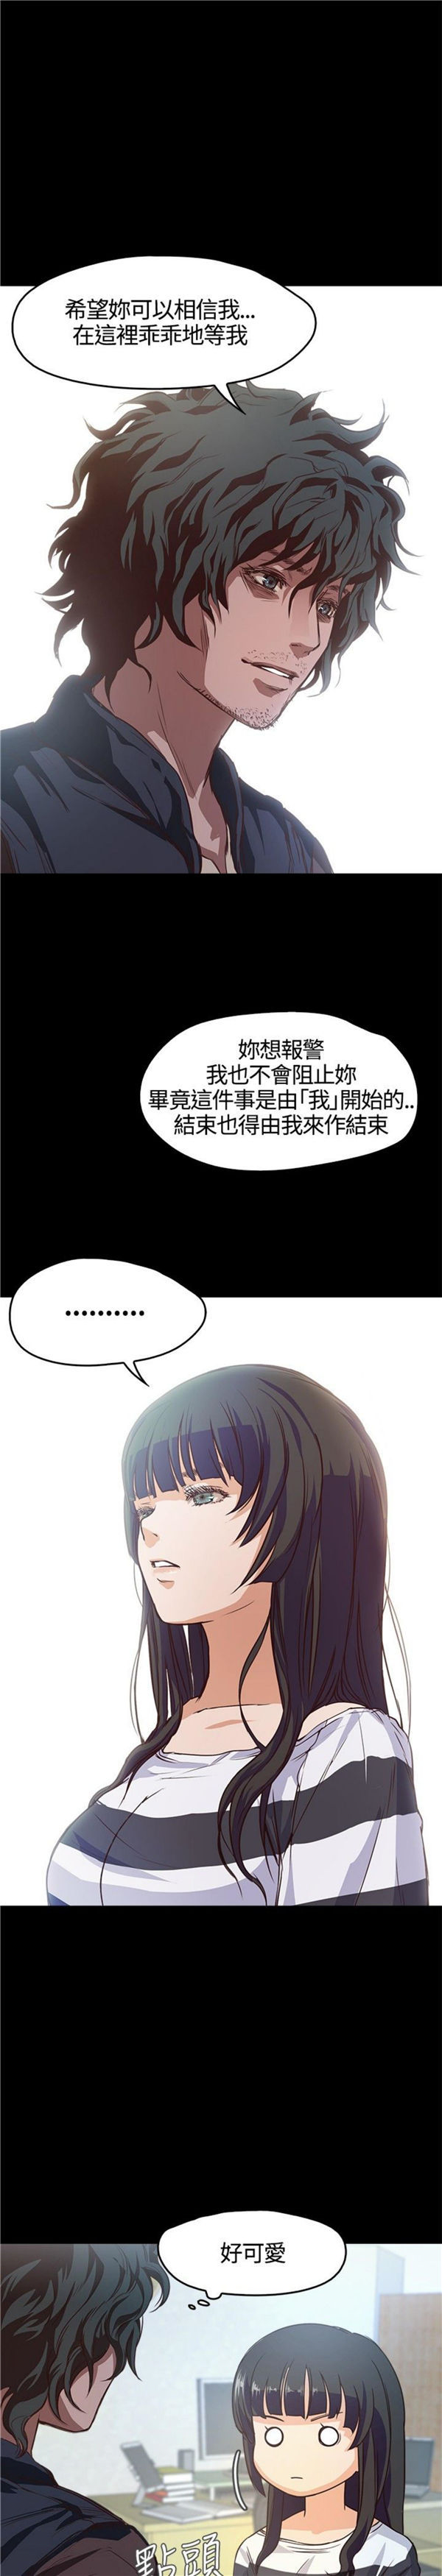 希望妳可以相信我...
在這裡乖乖地等我
妳想報警
我也不會阻止妳
畢竟這件事是由「我」開始的..
結束也得由我來作結束
..........
好可愛
點頭